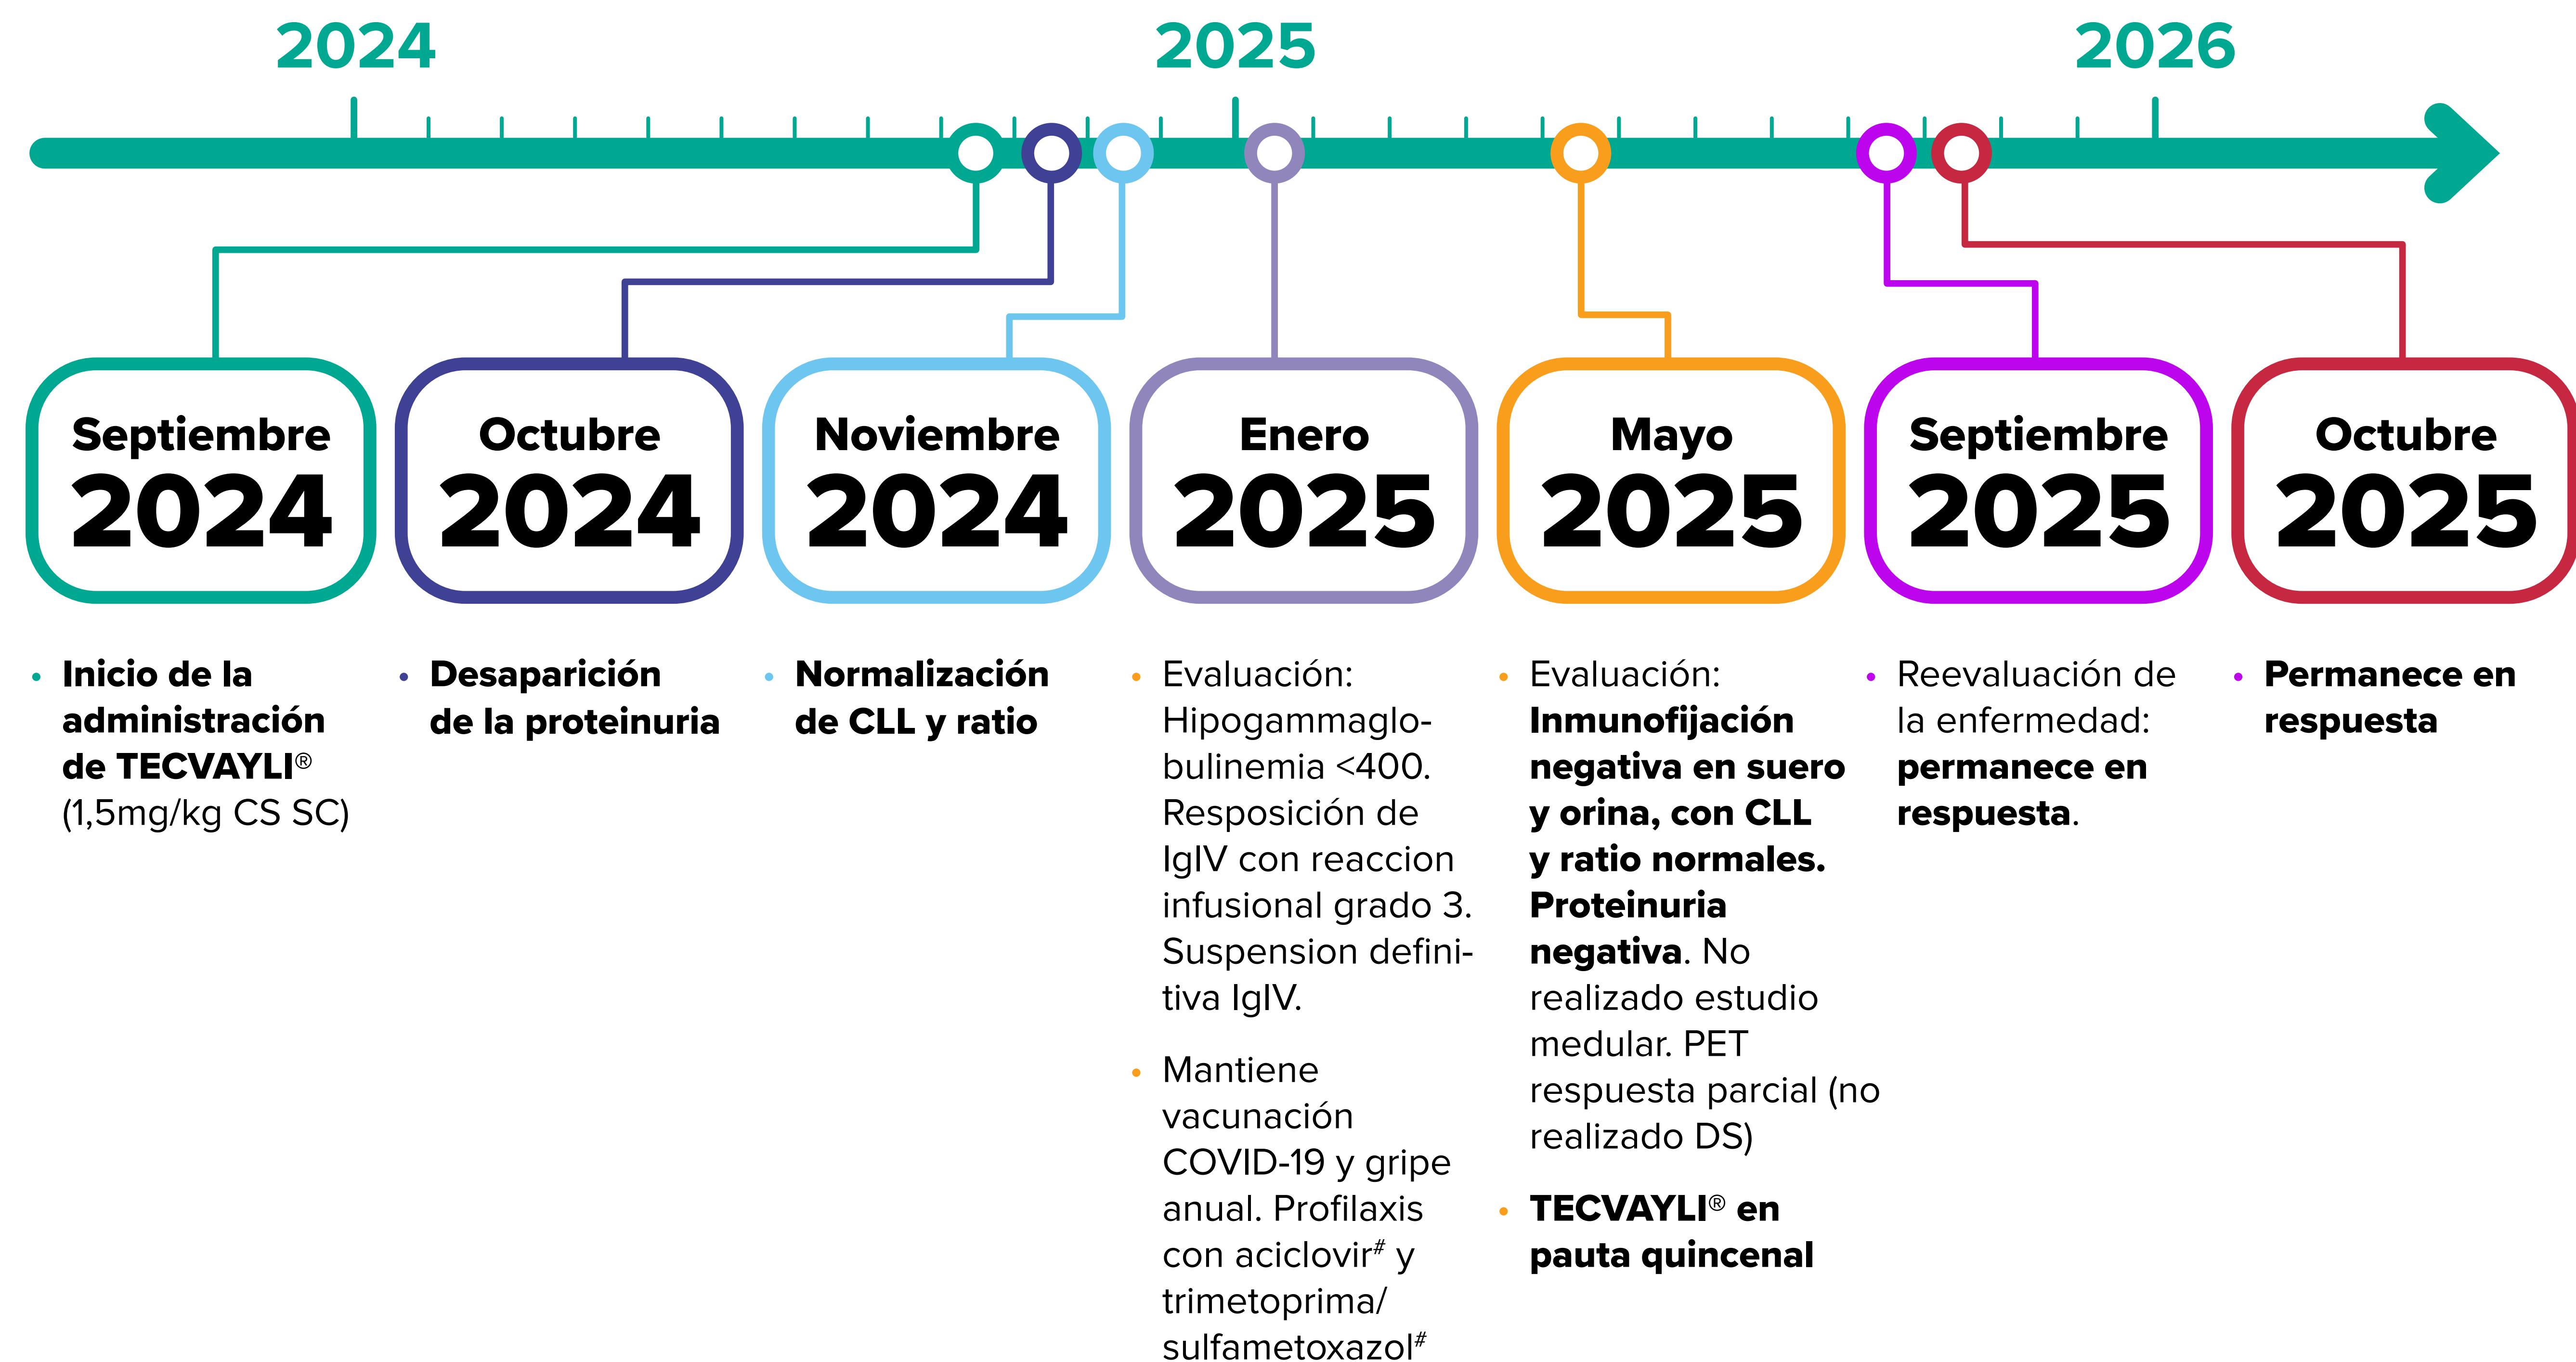 2024
2025
2026
Septiembre
2024
Octubre
2024
Noviembre
2024
Enero
2025
Mayo
2025
Septiembre
2025
Octubre
2025
• Inicio de la
administración
de TECVAYLI®
(1,5mg/kg CS SC)
• Desaparición
de la proteinuria
• Normalización
de CLL y ratio
• Evaluación:
Hipogammaglo-
bulinemia <400.
Resposición de
IgIV con reaccion
infusional grado 3.
Suspension defini-
tiva IgIV.
• Mantiene
vacunación
COVID-19 y gripe
anual. Profilaxis
con aciclovir# y
trimetoprima/
sulfametoxazol#
• Evaluación:
Inmunofijación
negativa en suero
y orina, con CLL
y ratio normales.
Proteinuria
negativa. No
realizado estudio
medular. PET
respuesta parcial (no
realizado DS)
• TECVAYLI® en
pauta quincenal
• Reevaluación de
la enfermedad:
permanece en
respuesta.
• Permanece en
respuesta